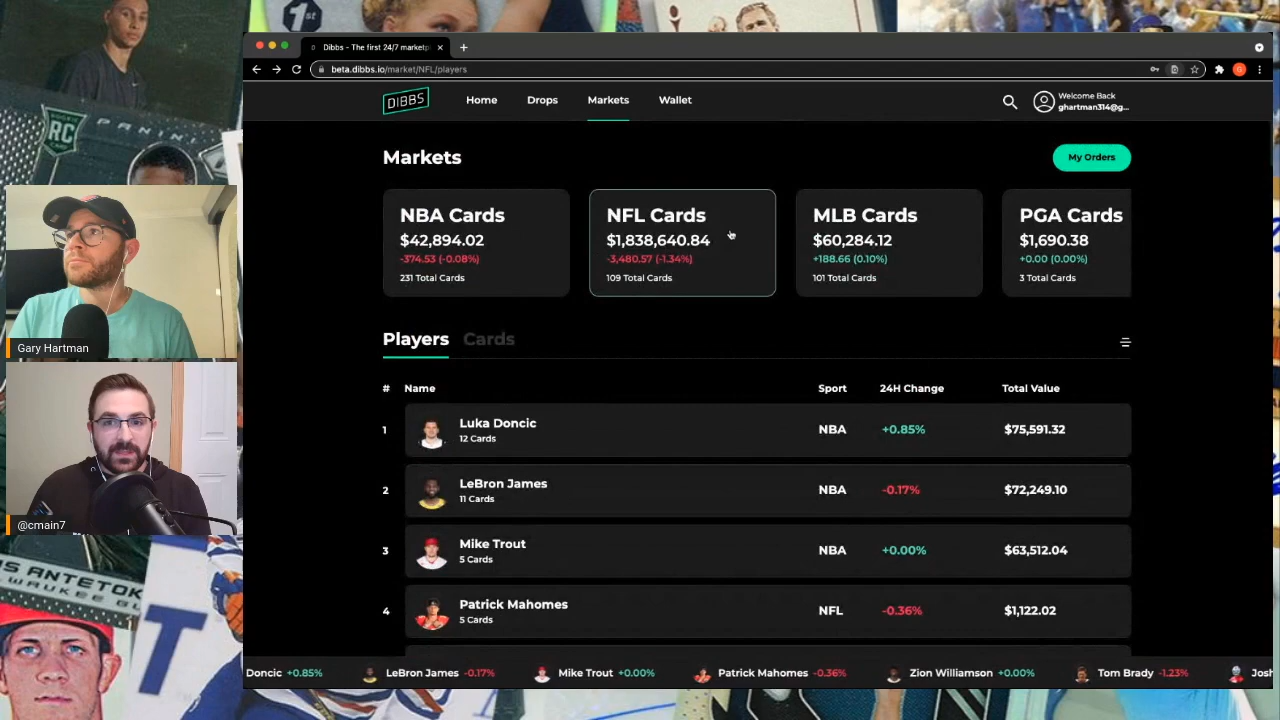 1st
RC
PANINI
Dibbs - The first 24/7 marketp
beta.dibbs.io/market/NFL/players
DIBBS
Home
Drops
Markets
Wallet
Welcome Back
ghartman314@g...
Markets
My Orders
NBA Cards
$42,894.02
-374.53 (-0.08%)
231 Total Cards
NFL Cards
$1,838,640.84
-3,480.57 (-1.34%)
109 Total Cards
MLB Cards
$60,284.12
+188.66 (0.10%)
101 Total Cards
PGA Cards
$1,690.38
+0.00 (0.00%)
3 Total Cards
Players
Cards
# Name Sport 24H Change Total Value
1 Luka Doncic NBA +0.85% $75,591.32
12 Cards
2 LeBron James NBA -0.17% $72,249.10
11 Cards
3 Mike Trout NBA +0.00% $63,512.04
5 Cards
4 Patrick Mahomes NFL -0.36% $1,122.02
5 Cards
Doncic +0.85% LeBron James -0.17% Mike Trout +0.00% Patrick Mahomes -0.36% Zion Williamson +0.00% Tom Brady -1.23% Josh
Gary Hartman
@cmain7
S ANTETOK
WAUKEE BU